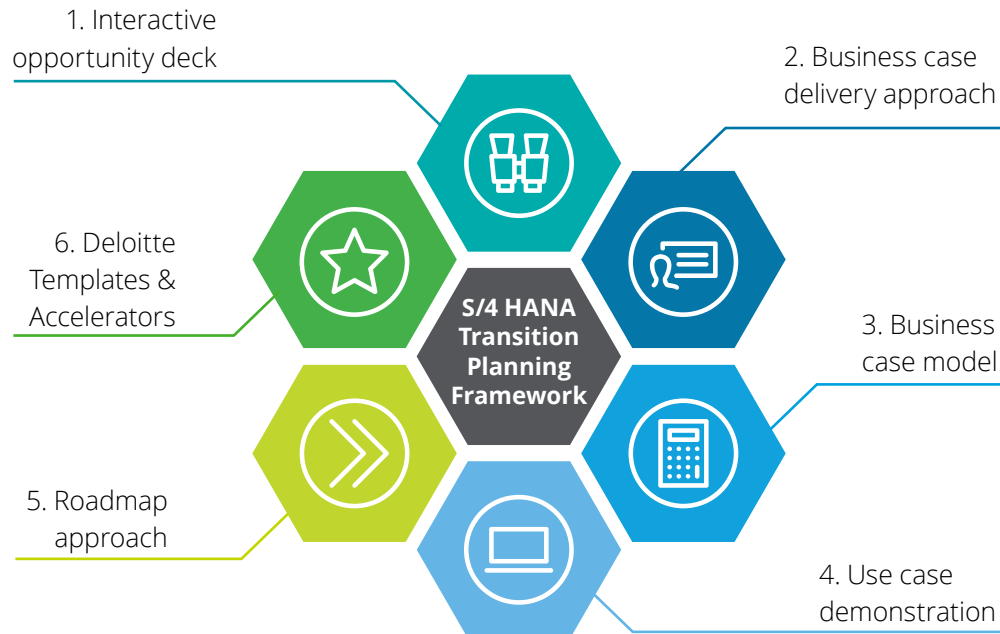 1. Interactive
opportunity deck
2. Business case
delivery approach
3. Business
case model
4. Use case
demonstration
5. Roadmap
approach
6. Deloitte
Templates &
Accelerators
S/4 HANA
Transition
Planning
Framework